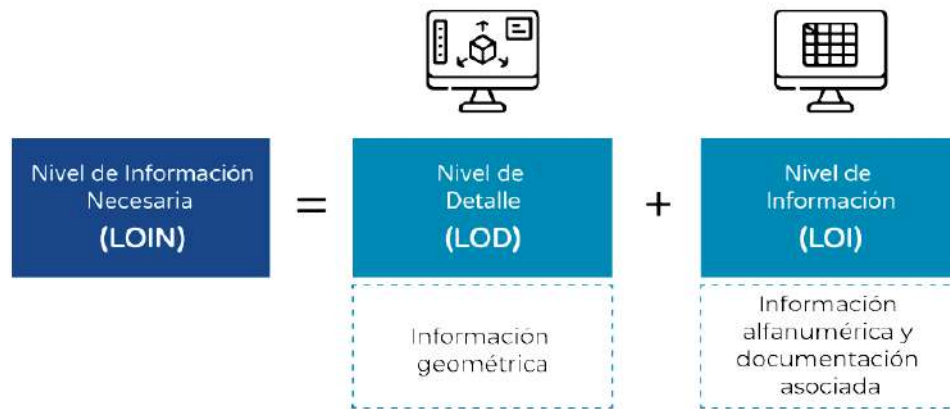 Nivel de Información
Necesaria
(LOIN)
=
Nivel de
Detalle
(LOD)
+
Nivel de
Información
(LOI)
Información
geométrica
Información
alfanumérica y
documentación
asociada